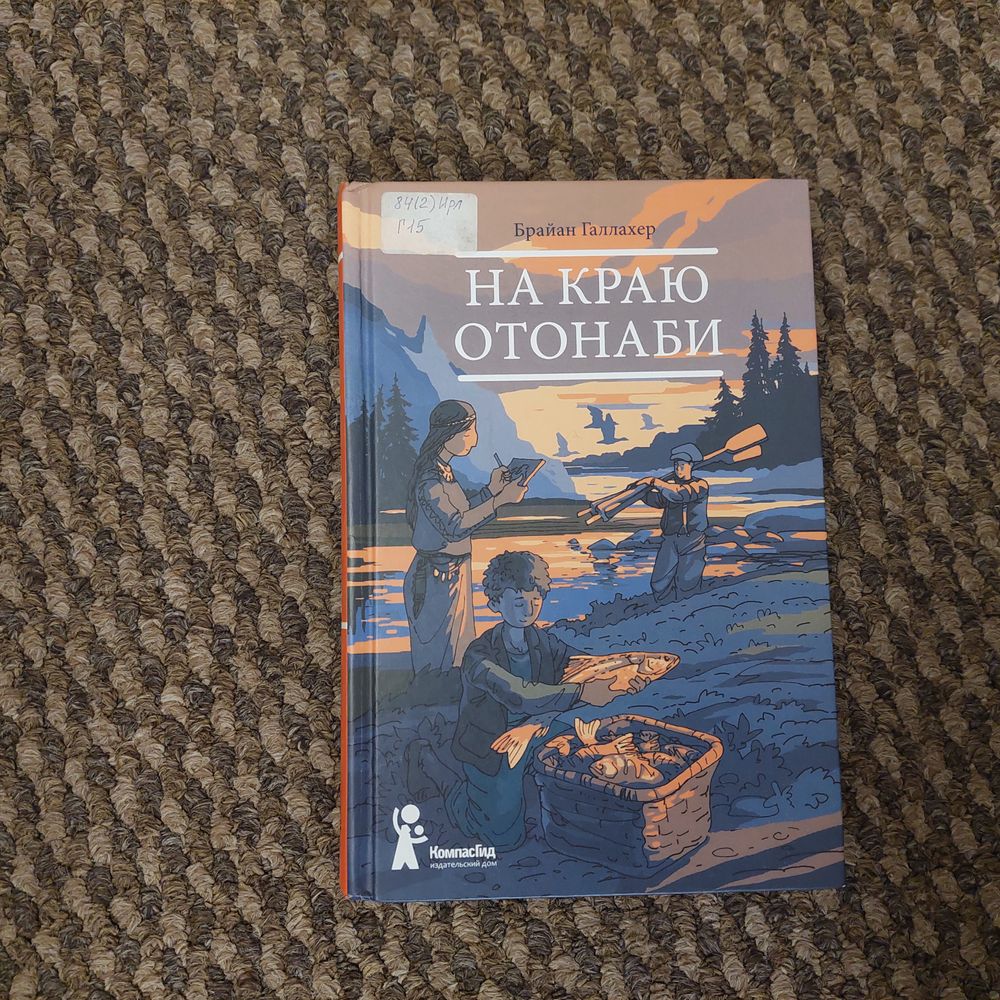 84(2)Ирл
Г15
Брайан Галлахер
НА КРАЮ
ОТОНАБИ
КомпасГид
издательский дом